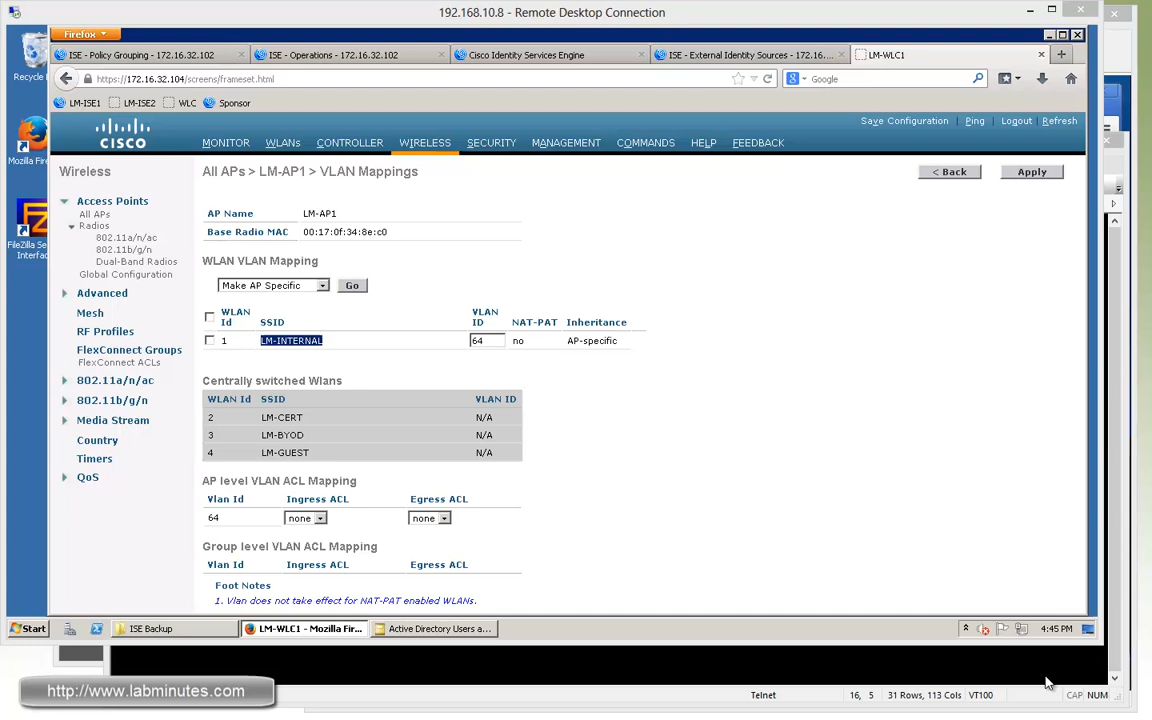 192.168.10.8 - Remote Desktop Connection
Firefox
ISE - Policy Grouping - 172.16.32.102
ISE - Operations - 172.16.32.102
Cisco Identity Services Engine
ISE - External Identity Sources - 172.16....
LM-WLC1
https://172.16.32.104/screens/frameset.html
Google
LM-ISE1
LM-ISE2
WLC
Sponsor
Recycle
Mozilla Fire
FileZilla Se
Interfac
CISCO
Save Configuration | Ping | Logout | Refresh
MONITOR WLANs CONTROLLER WIRELESS SECURITY MANAGEMENT COMMANDS HELP FEEDBACK
Wireless
Access Points
All APs
Radios
802.11a/n/ac
802.11b/g/n
Dual-Band Radios
Global Configuration
Advanced
Mesh
RF Profiles
FlexConnect Groups
FlexConnect ACLs
802.11a/n/ac
802.11b/g/n
Media Stream
Country
Timers
QoS
All APs > LM-AP1 > VLAN Mappings
< Back
Apply
AP Name LM-AP1
Base Radio MAC 00:17:0f:34:8e:c0
WLAN VLAN Mapping
Make AP Specific Go
WLAN Id SSID VLAN ID NAT-PAT Inheritance
1 LM-INTERNAL 64 no AP-specific
Centrally switched Wlans
WLAN Id SSID VLAN ID
2 LM-CERT N/A
3 LM-BYOD N/A
4 LM-GUEST N/A
AP level VLAN ACL Mapping
Vlan Id Ingress ACL Egress ACL
64 none none
Group level VLAN ACL Mapping
Vlan Id Ingress ACL Egress ACL
Foot Notes
1. Vlan does not take effect for NAT-PAT enabled WLANs.
Start
ISE Backup
LM-WLC1 - Mozilla Fir...
Active Directory Users a...
4:45 PM
http://www.labminutes.com
Telnet 16, 5 31 Rows, 113 Cols VT100 CAP NUM